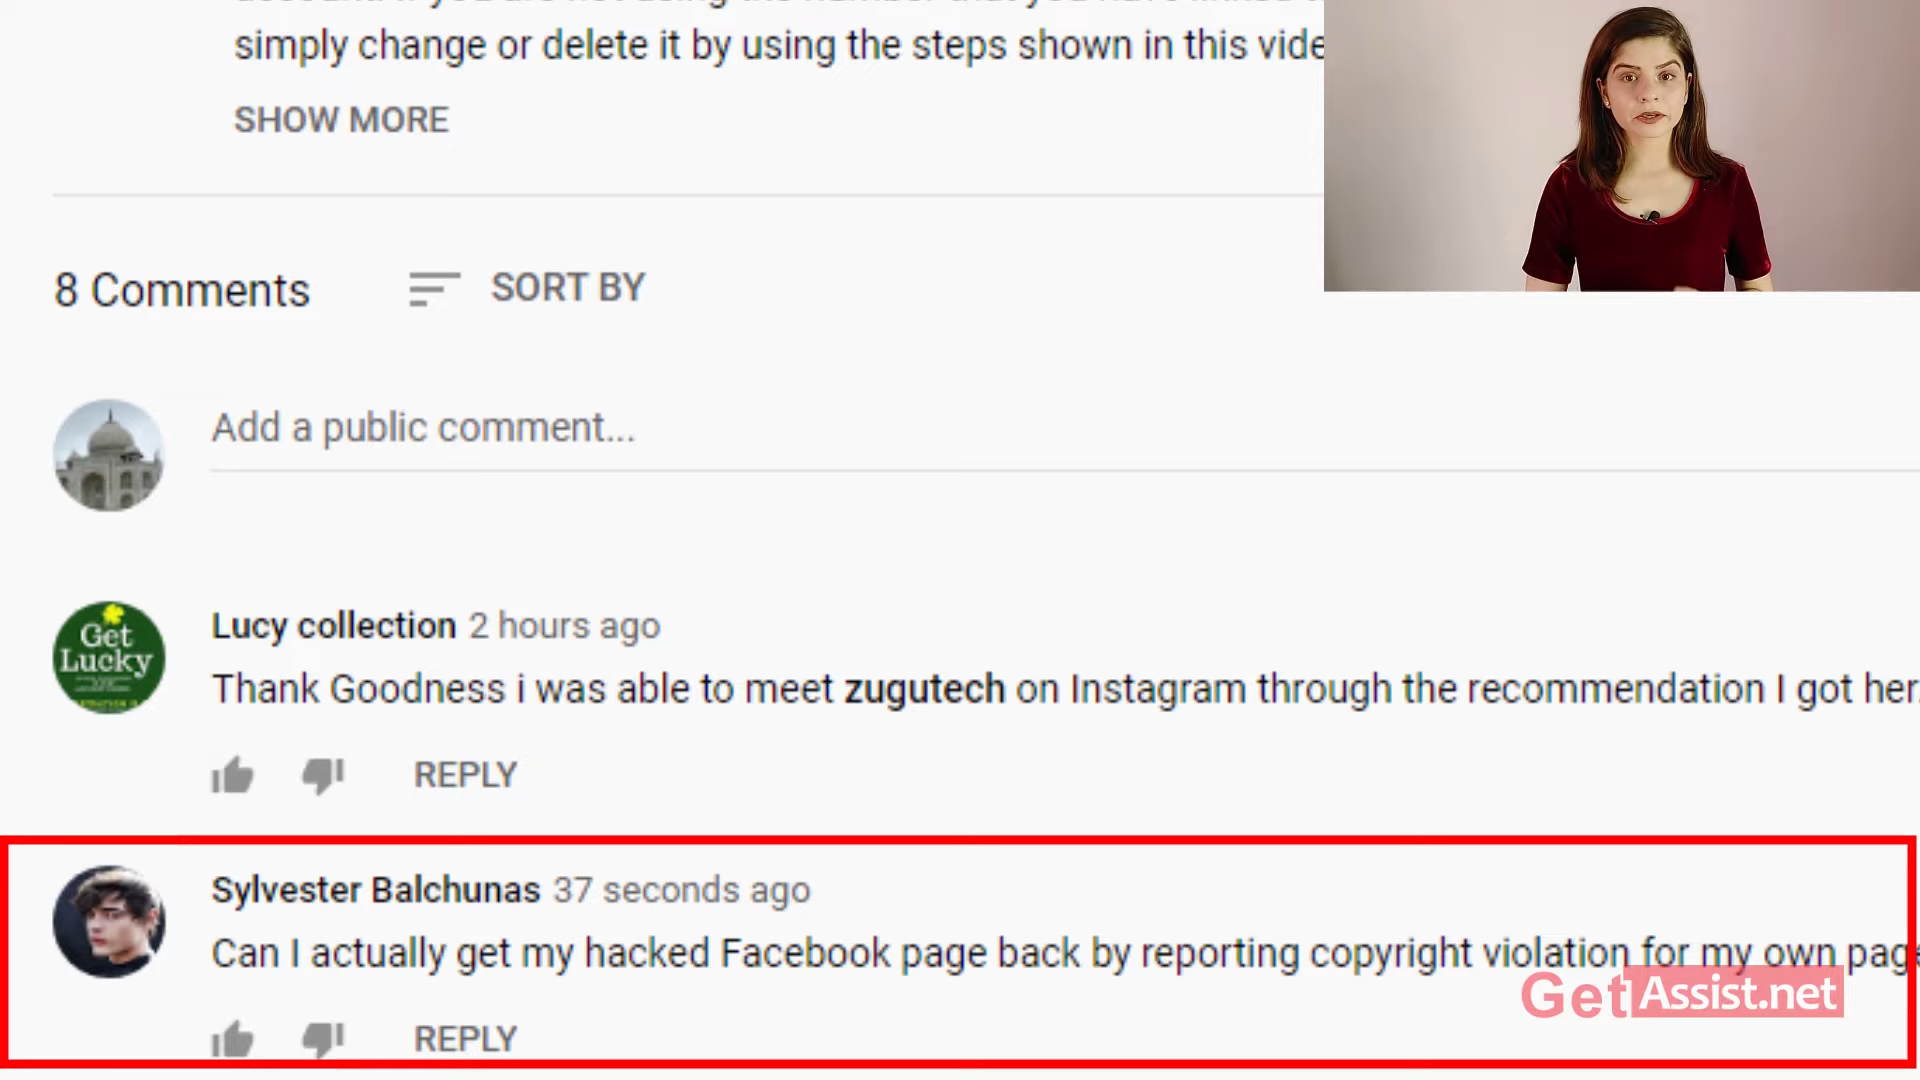 simply change or delete it by using the steps shown in this vide
SHOW MORE
8 Comments
SORT BY
Add a public comment...
Get
Lucky
Lucy collection 2 hours ago
Thank Goodness i was able to meet zugutech on Instagram through the recommendation I got her
REPLY
Sylvester Balchunas 37 seconds ago
Can I actually get my hacked Facebook page back by reporting copyright violation for my own page
GetAssist.net
REPLY